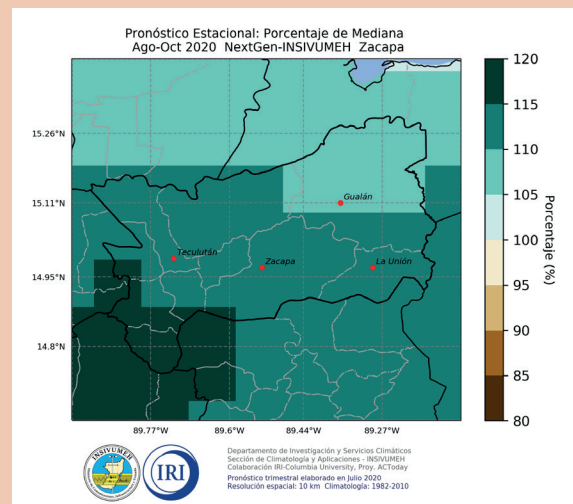 Pronóstico Estacional: Porcentaje de Mediana
Ago-Oct 2020  NextGen-INSIVUMEH  Zacapa
15.26°N
15.11°N
14.95°N
14.8°N
Gualán
Teculután
Zacapa
La Unión
89.77°W
89.6°W
89.44°W
89.27°W
120
115
110
105
100
95
90
85
80
Porcentaje (%)
INSIVUMEH
IRI
Departamento de Investigación y Servicios Climáticos
Sección de Climatología y Aplicaciones - INSIVUMEH
Colaboración IRI-Columbia University, Proy. ACToday
Pronóstico trimestral elaborado en Julio 2020
Resolución espacial: 10 km  Climatología: 1982-2010